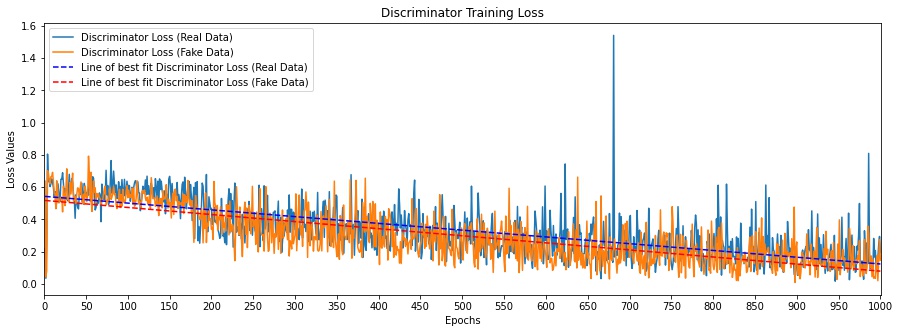 Discriminator Training Loss
1.6
1.4
1.2
1.0
0.8
0.6
0.4
0.2
0.0
Loss Values
Discriminator Loss (Real Data)
Discriminator Loss (Fake Data)
Line of best fit Discriminator Loss (Real Data)
Line of best fit Discriminator Loss (Fake Data)
0 50 100 150 200 250 300 350 400 450 500 550 600 650 700 750 800 850 900 950 1000
Epochs